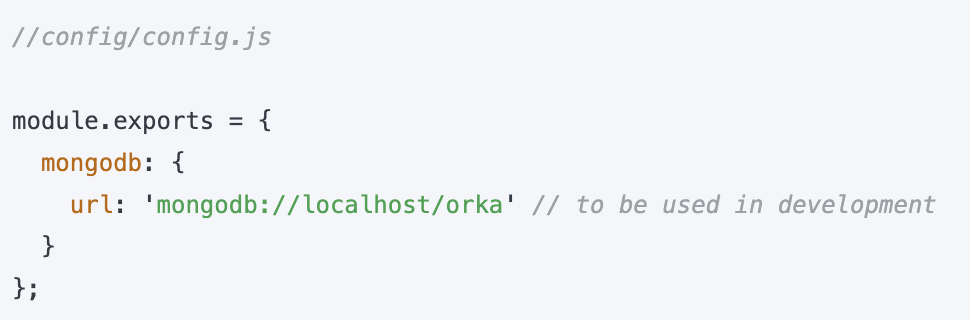 //config/config.js
module.exports = {
  mongodb: {
    url: 'mongodb://localhost/orka' // to be used in development
  }
};